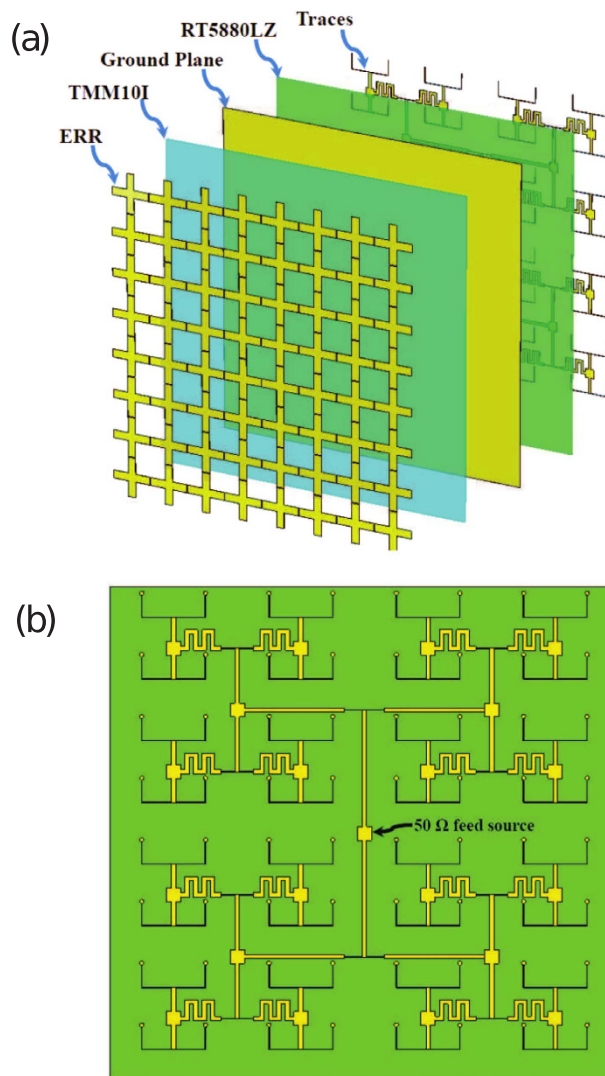 (a)
Traces
RT5880LZ
Ground Plane
TMM10I
ERR
(b)
50 Ω feed source